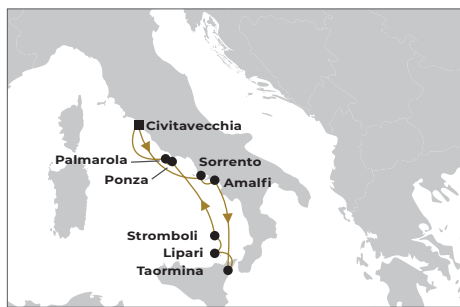 Civitavecchia
Palmarola
Ponza
Sorrento
Amalfi
Stromboli
Lipari
Taormina